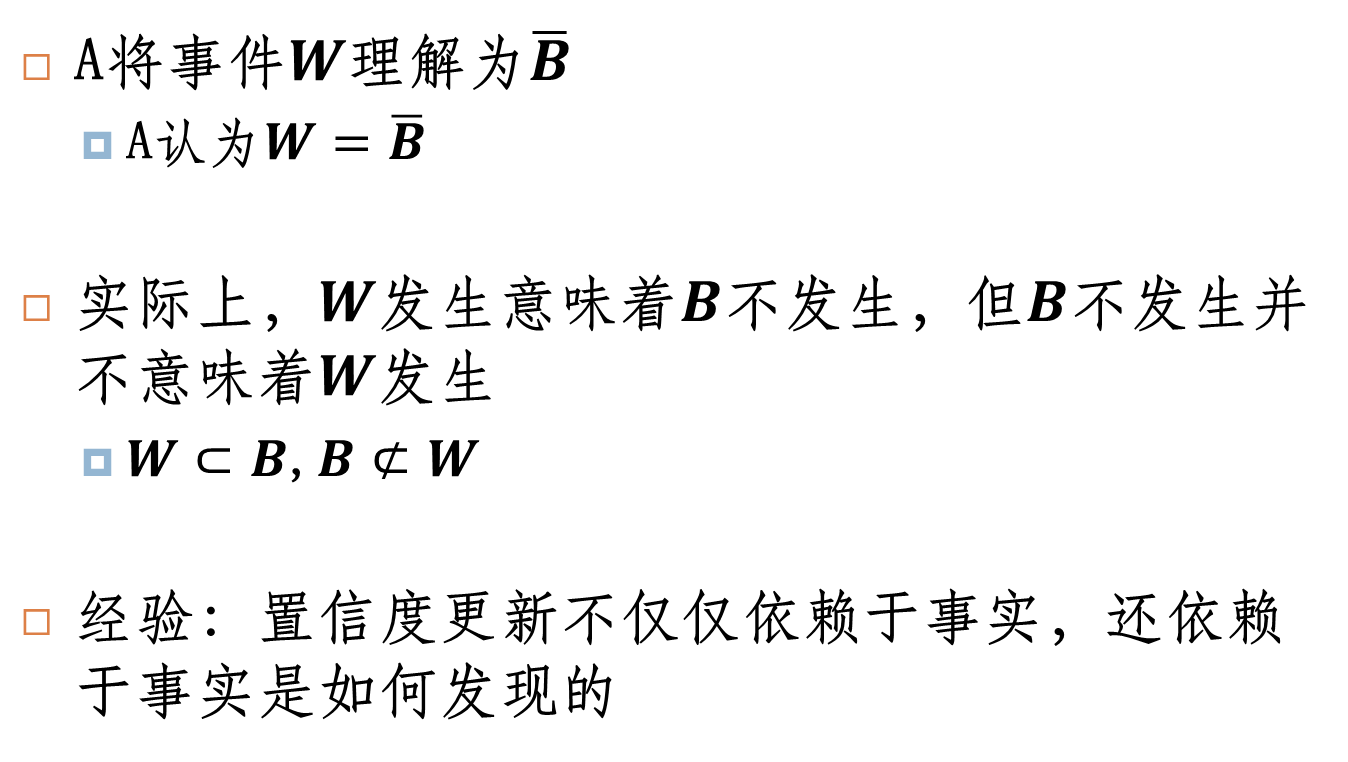 A将事件W理解为B̅
A认为W = B̅
实际上，W发生意味着B不发生，但B不发生并
不意味着W发生
W ⊂ B, B ⊄ W
经验：置信度更新不仅仅依赖于事实，还依赖
于事实是如何发现的